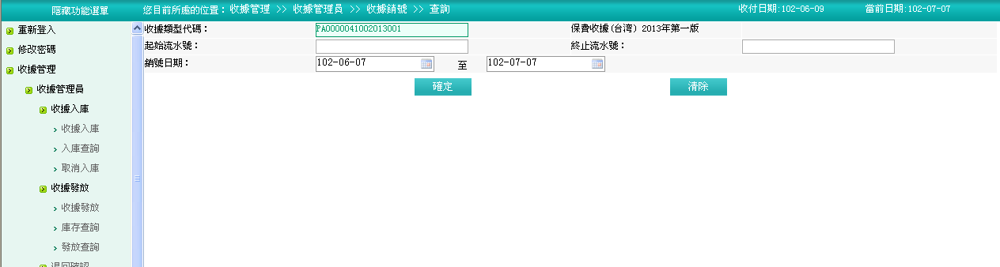 隱藏功能選單 您目前所處的位置：收據管理 >> 收據管理員 >> 收據銷號 >> 查詢 收付日期:102-06-09 當前日期:102-07-07
重新登入
修改密碼
收據管理
收據管理員
收據入庫
收據入庫
入庫查詢
取消入庫
收據發放
收據發放
庫存查詢
發放查詢
退回確認
收據類型代碼： PA0000041002013001 保費收據(台湾) 2013年第一版
起始流水號： 終止流水號：
銷號日期： 102-06-07 至 102-07-07
確定 清除